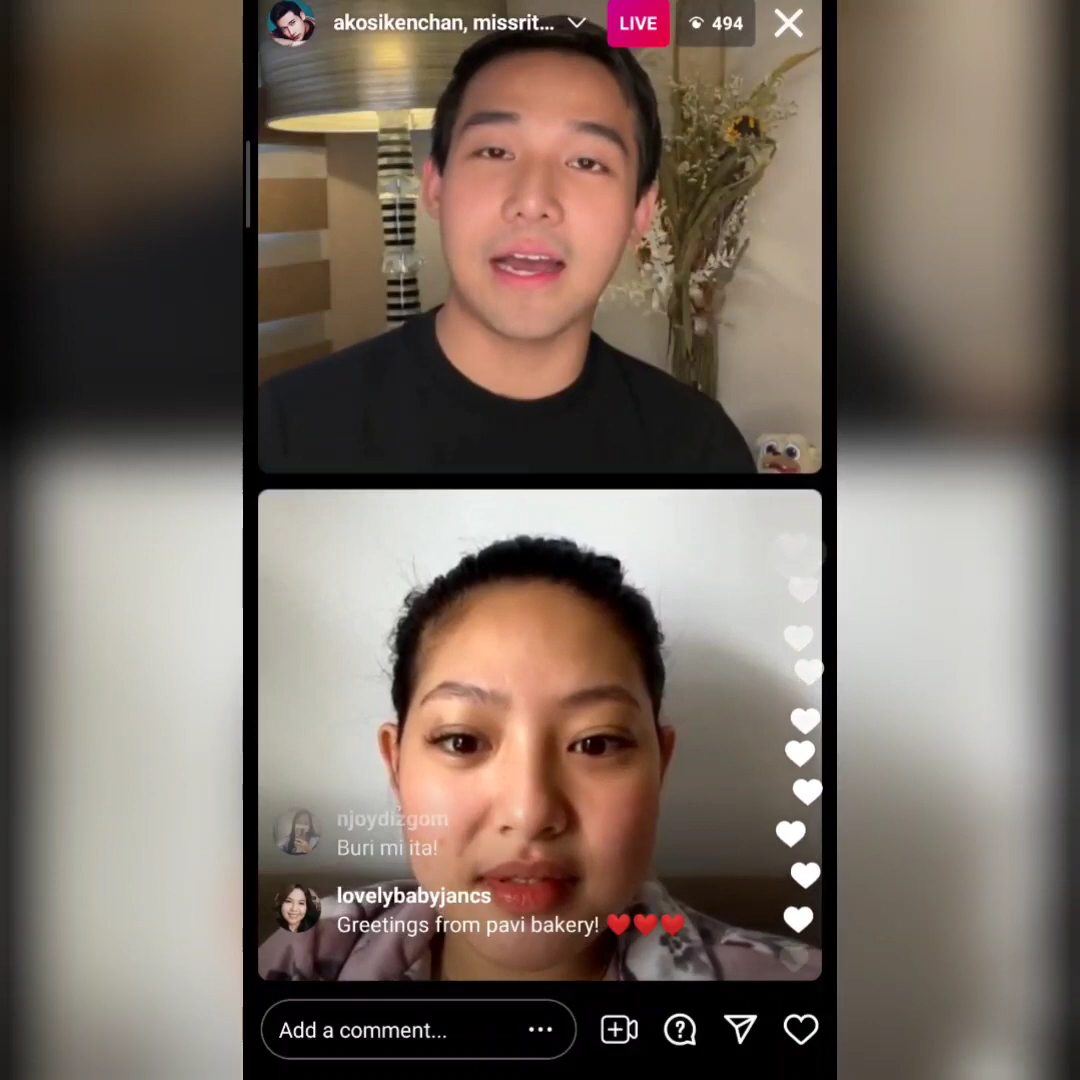 akosikenchan, missrit...
LIVE
494
njoydizgom
Buri mi ita!
lovelybabyjancs
Greetings from pavi bakery! ❤️❤️❤️
Add a comment...